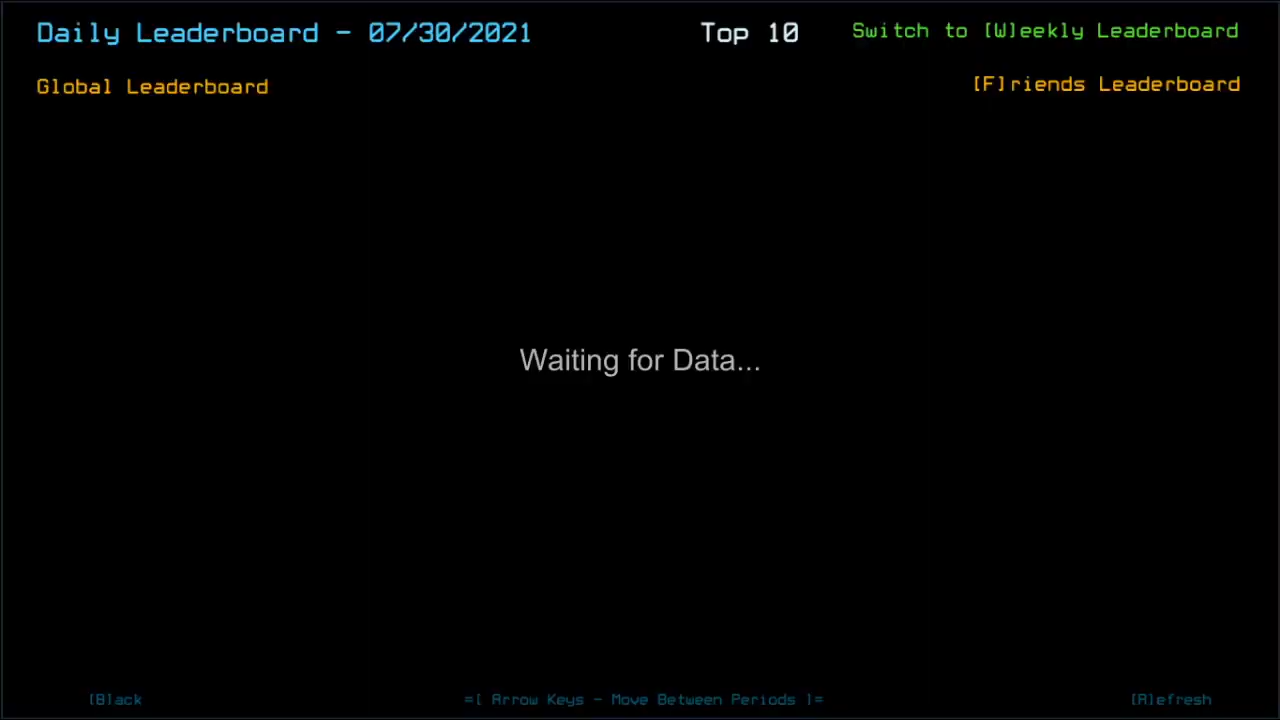 Daily Leaderboard - 07/30/2021
Top 10
Switch to [W]eekly Leaderboard
Global Leaderboard
[F]riends Leaderboard
Waiting for Data...
[B]ack
=[ Arrow Keys - Move Between Periods ]=
[R]efresh